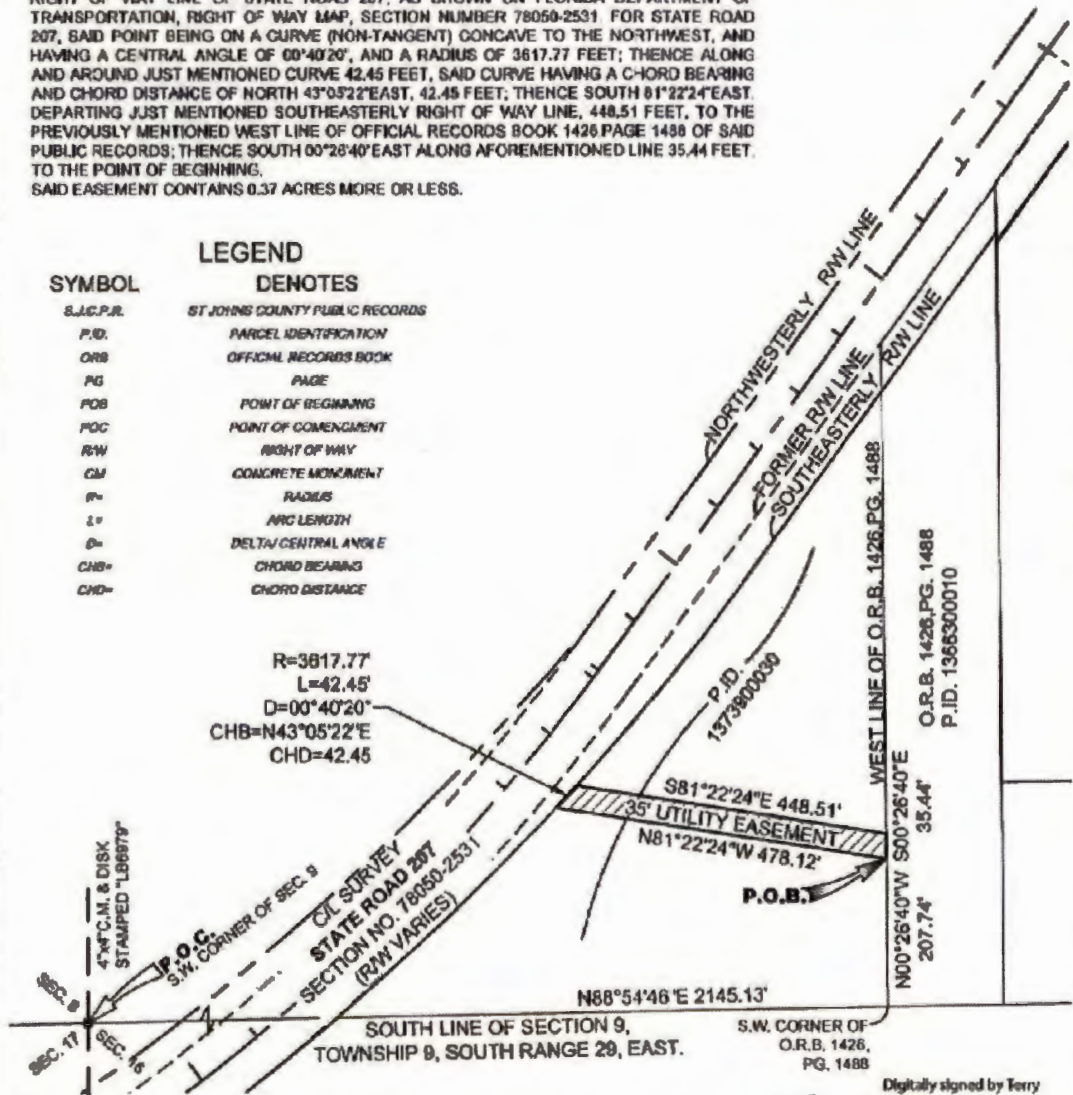 RIGHT OF WAY LINE OF STATE ROAD 207, AS SHOWN ON FLORIDA DEPARTMENT OF
TRANSPORTATION, RIGHT OF WAY MAP, SECTION NUMBER 78050-2531. FOR STATE ROAD
207, SAID POINT BEING ON A CURVE (NON-TANGENT) CONCAVE TO THE NORTHWEST, AND
HAVING A CENTRAL ANGLE OF 00°40'20", AND A RADIUS OF 3617.77 FEET; THENCE ALONG
AND AROUND JUST MENTIONED CURVE 42.45 FEET, SAID CURVE HAVING A CHORD BEARING
AND CHORD DISTANCE OF NORTH 43°05'22"EAST, 42.45 FEET; THENCE SOUTH 81°22'24"EAST,
DEPARTING JUST MENTIONED SOUTHEASTERLY RIGHT OF WAY LINE, 448.51 FEET, TO THE
PREVIOUSLY MENTIONED WEST LINE OF OFFICIAL RECORDS BOOK 1426 PAGE 1488 OF SAID
PUBLIC RECORDS; THENCE SOUTH 00°26'40"EAST ALONG AFOREMENTIONED LINE 35.44 FEET,
TO THE POINT OF BEGINNING.
SAID EASEMENT CONTAINS 0.37 ACRES MORE OR LESS.
LEGEND
SYMBOL DENOTES
S.J.C.P.R. ST JOHNS COUNTY PUBLIC RECORDS
P.ID. PARCEL IDENTIFICATION
ORB OFFICIAL RECORDS BOOK
PG PAGE
POB POINT OF BEGINNING
POC POINT OF COMENCMENT
R/W RIGHT OF WAY
CM CONCRETE MONUMENT
R= RADIUS
L= ARC LENGTH
D= DELTA/ CENTRAL ANGLE
CHB= CHORD BEARING
CHD= CHORD DISTANCE
NORTHWESTERLY R/W LINE
FORMER R/W LINE
SOUTHEASTERLY R/W LINE
WEST LINE OF O.R.B. 1426,PG. 1488
O.R.B. 1426,PG. 1488
P.ID. 1366300010
R=3617.77'
L=42.45'
D=00°40'20"
CHB=N43°05'22"E
CHD=42.45
P.ID.
1373800030
S81°22'24"E 448.51'
35' UTILITY EASEMENT
N81°22'24"W 478.12'
P.O.B.
S00°26'40"E
35.44'
N00°26'40"W
207.74'
4"x4"C.M. & DISK
STAMPED "LB6979"
P.O.C.
S.W. CORNER OF SEC. 9
C/L SURVEY
STATE ROAD 207
SECTION NO. 78050-2531
(R/W VARIES)
SEC. 8
SEC. 17
SEC. 16
N88°54'46"E 2145.13'
SOUTH LINE OF SECTION 9,
TOWNSHIP 9, SOUTH RANGE 29, EAST.
S.W. CORNER OF
O.R.B. 1426,
PG. 1488
Digitally signed by Terry